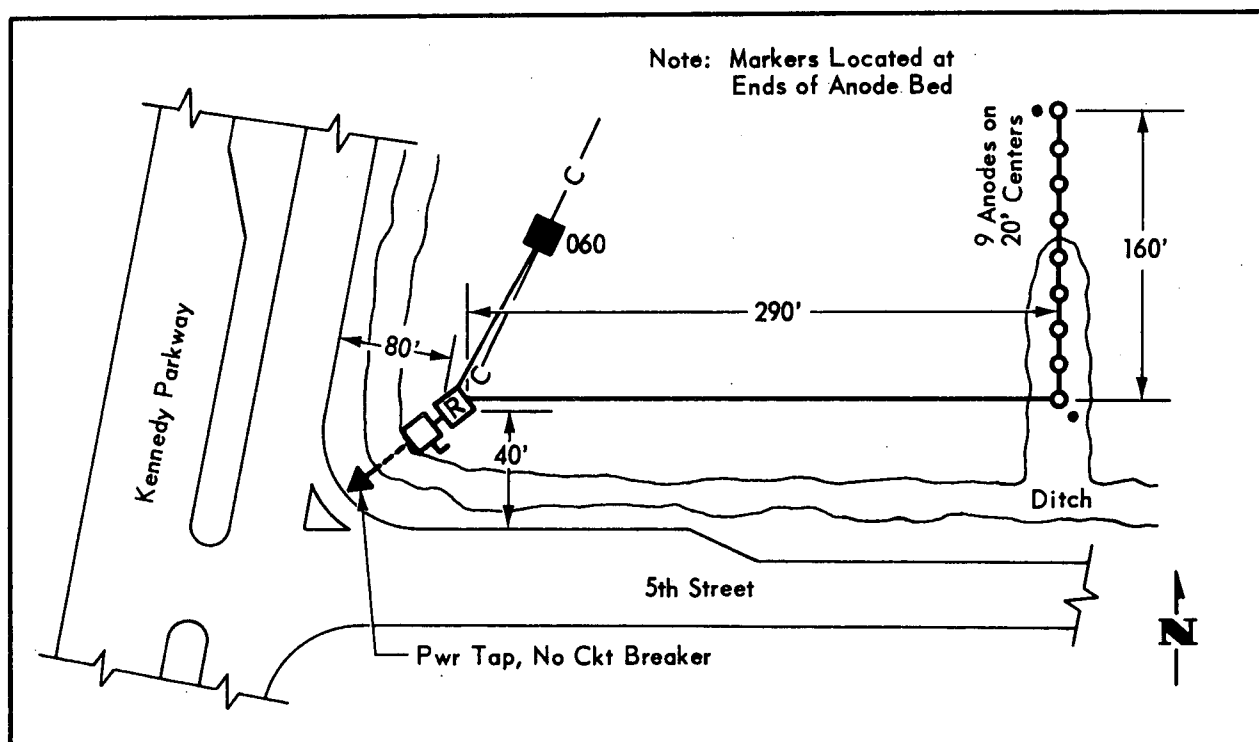 Note: Markers Located at
Ends of Anode Bed
9 Anodes on
20' Centers
160'
C
060
290'
80'
C
R
40'
Kennedy Parkway
Ditch
5th Street
Pwr Tap, No Ckt Breaker
N